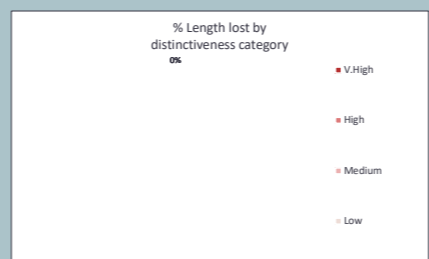 % Length lost by
distinctiveness category
0%
V.High
High
Medium
Low